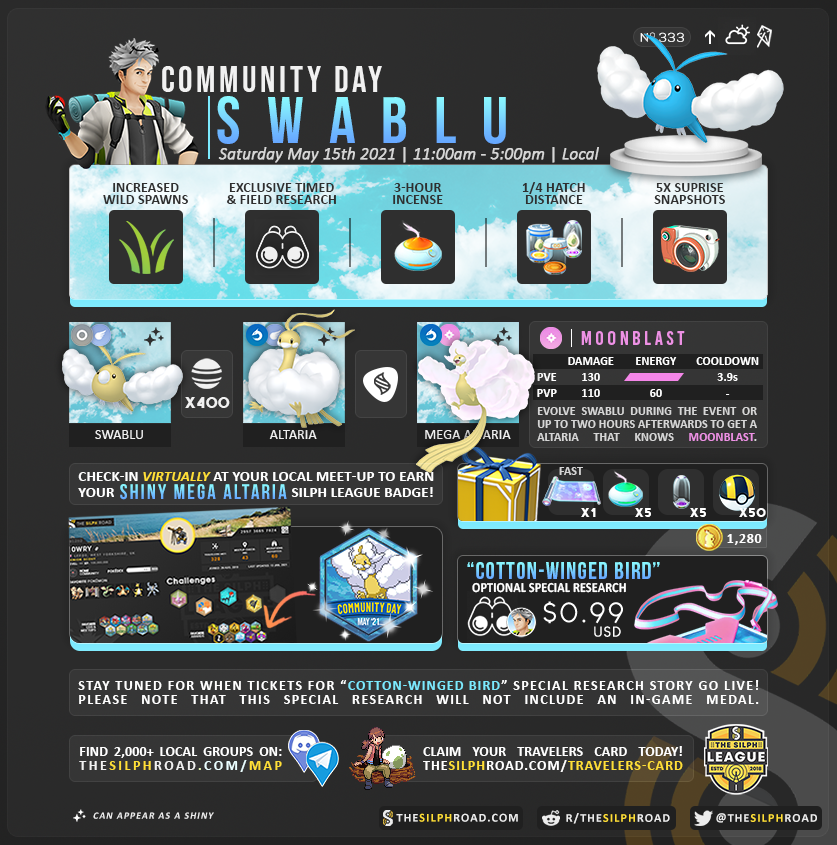 Nº 333
COMMUNITY DAY
SWABLU
Saturday May 15th 2021 | 11:00am - 5:00pm | Local
INCREASED
WILD SPAWNS
EXCLUSIVE TIMED
& FIELD RESEARCH
3-HOUR
INCENSE
1/4 HATCH
DISTANCE
5X SUPRISE
SNAPSHOTS
X400
SWABLU
ALTARIA
MEGA ALTARIA
MOONBLAST
DAMAGE ENERGY COOLDOWN
PVE 130 3.9s
PVP 110 60 -
EVOLVE SWABLU DURING THE EVENT OR
UP TO TWO HOURS AFTERWARDS TO GET A
ALTARIA THAT KNOWS MOONBLAST.
CHECK-IN VIRTUALLY AT YOUR LOCAL MEET-UP TO EARN
YOUR SHINY MEGA ALTARIA SILPH LEAGUE BADGE!
THE SILPH ROAD
OWRY
Challenges
COMMUNITY DAY
MAY '21
FAST
X1
X5
X5
X50
1,280
"COTTON-WINGED BIRD"
OPTIONAL SPECIAL RESEARCH
$0.99
USD
STAY TUNED FOR WHEN TICKETS FOR "COTTON-WINGED BIRD" SPECIAL RESEARCH STORY GO LIVE!
PLEASE NOTE THAT THIS SPECIAL RESEARCH WILL NOT INCLUDE AN IN-GAME MEDAL.
FIND 2,000+ LOCAL GROUPS ON:
THESILPHROAD.COM/MAP
CLAIM YOUR TRAVELERS CARD TODAY!
THESILPHROAD.COM/TRAVELERS-CARD
THE SILPH
LEAGUE
ESTD 2018
CAN APPEAR AS A SHINY
THESILPHROAD.COM
R/THESILPHROAD
@THESILPHROAD